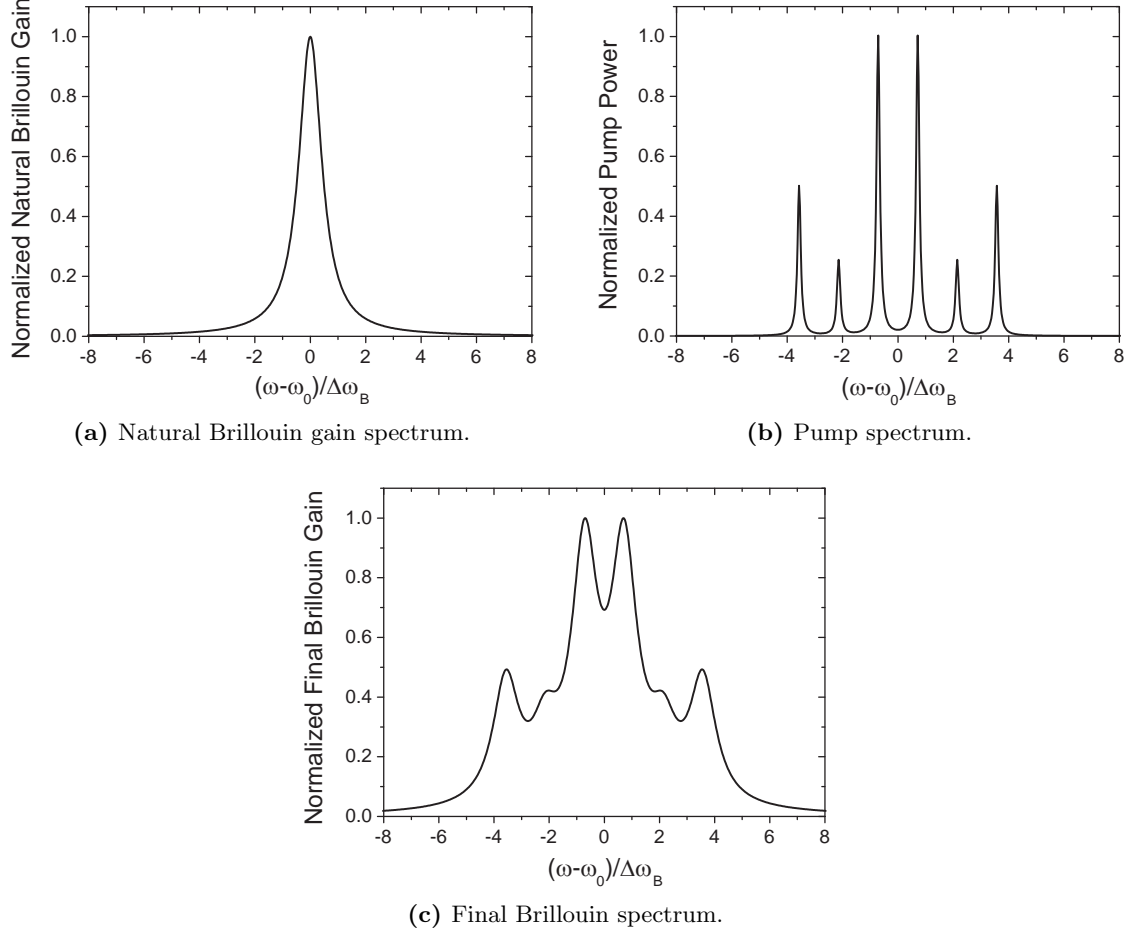 Normalized Natural Brillouin Gain
1.0
0.8
0.6
0.4
0.2
0.0
-8 -6 -4 -2 0 2 4 6 8
(ω-ω₀)/Δω_B
(a) Natural Brillouin gain spectrum.
Normalized Pump Power
1.0
0.8
0.6
0.4
0.2
0.0
-8 -6 -4 -2 0 2 4 6 8
(ω-ω₀)/Δω_B
(b) Pump spectrum.
Normalized Final Brillouin Gain
1.0
0.8
0.6
0.4
0.2
0.0
-8 -6 -4 -2 0 2 4 6 8
(ω-ω₀)/Δω_B
(c) Final Brillouin spectrum.